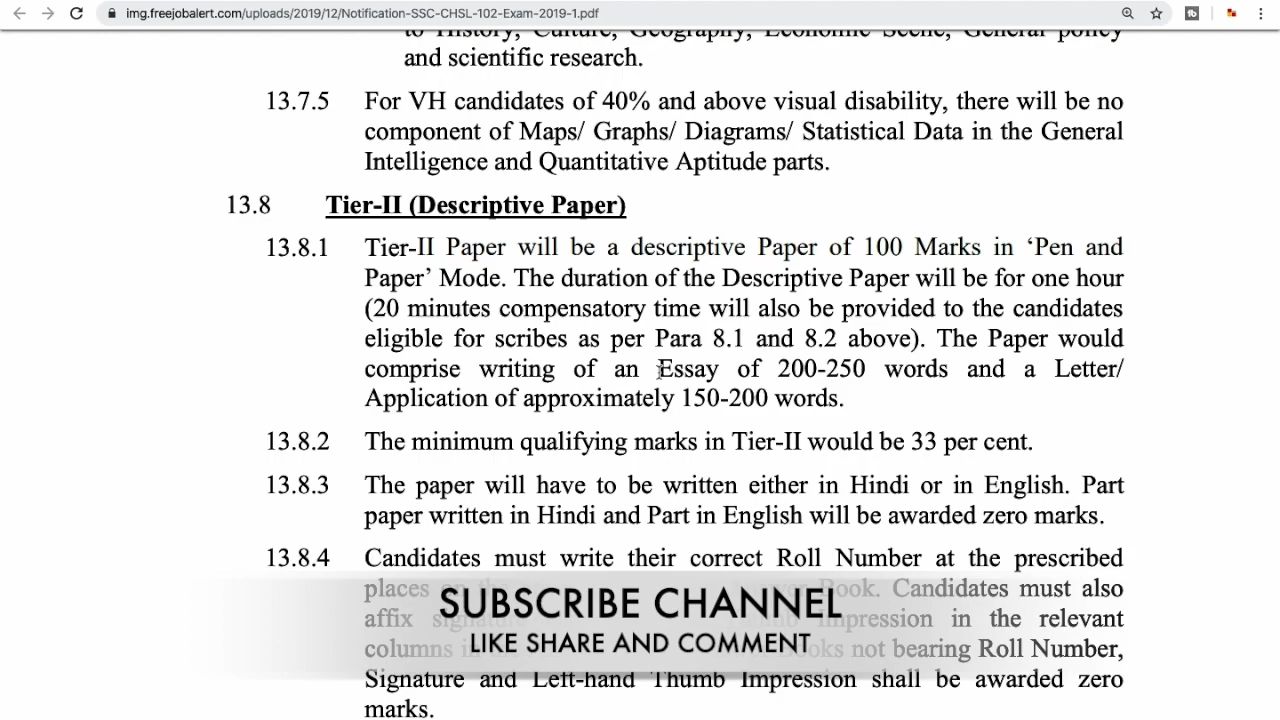 img.freejobalert.com/uploads/2019/12/Notification-SSC-CHSL-102-Exam-2019-1.pdf
to History, Culture, Geography, Economic Scene, General policy
and scientific research.
13.7.5 For VH candidates of 40% and above visual disability, there will be no
component of Maps/ Graphs/ Diagrams/ Statistical Data in the General
Intelligence and Quantitative Aptitude parts.
13.8 Tier-II (Descriptive Paper)
13.8.1 Tier-II Paper will be a descriptive Paper of 100 Marks in ‘Pen and
Paper’ Mode. The duration of the Descriptive Paper will be for one hour
(20 minutes compensatory time will also be provided to the candidates
eligible for scribes as per Para 8.1 and 8.2 above). The Paper would
comprise writing of an Essay of 200-250 words and a Letter/
Application of approximately 150-200 words.
13.8.2 The minimum qualifying marks in Tier-II would be 33 per cent.
13.8.3 The paper will have to be written either in Hindi or in English. Part
paper written in Hindi and Part in English will be awarded zero marks.
13.8.4 Candidates must write their correct Roll Number at the prescribed
places Book. Candidates must also
affix Impression in the relevant
columns not bearing Roll Number,
SUBSCRIBE CHANNEL
LIKE SHARE AND COMMENT
Signature and Left-hand Thumb Impression shall be awarded zero
marks.